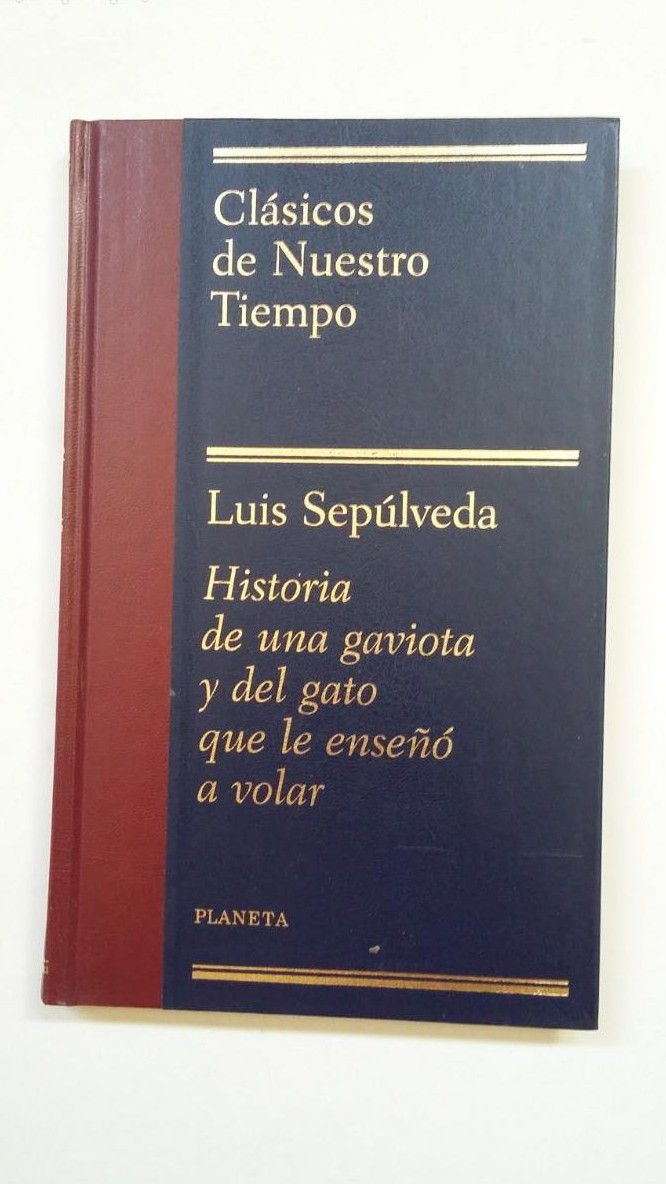 Clásicos
de Nuestro
Tiempo
Luis Sepúlveda
Historia
de una gaviota
y del gato
que le enseñó
a volar
PLANETA